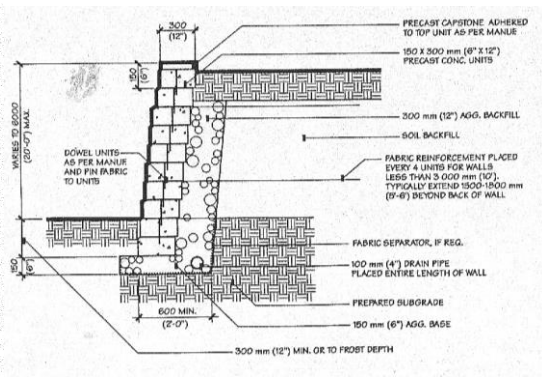 300
(12")
PRECAST CAPSTONE ADHERED
TO TOP UNIT AS PER MANUE
150 X 300 mm (6" X 12")
PRECAST CONC. UNITS
150
(6")
300 mm (12") AGG. BACKFILL
SOIL BACKFILL
VARIES TO 6000
(20'-0") MAX.
DOWEL UNITS
AS PER MANUE
AND PIN FABRIC
TO UNITS
FABRIC REINFORCEMENT PLACED
EVERY 4 UNITS FOR WALLS
LESS THAN 3 000 mm (10').
TYPICALLY EXTEND 1500-1800 mm
(5'-6') BEYOND BACK OF WALL
FABRIC SEPARATOR, IF REQ.
150
(6")
100 mm (4") DRAIN PIPE
PLACED ENTIRE LENGTH OF WALL
PREPARED SUBGRADE
600 MIN.
(2'-0")
150 mm (6") AGG. BASE
300 mm (12") MIN. OR TO FROST DEPTH